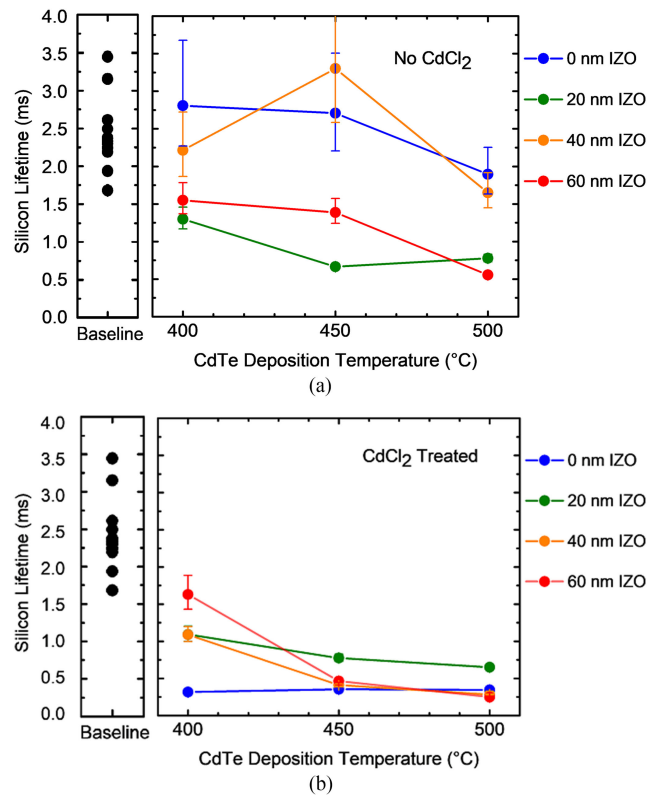 (a)
4.0
3.5
3.0
2.5
2.0
1.5
1.0
0.5
0.0
Silicon Lifetime (ms)
Baseline
No CdCl2
0 nm IZO
20 nm IZO
40 nm IZO
60 nm IZO
400 450 500
CdTe Deposition Temperature (°C)
(a)
4.0
3.5
3.0
2.5
2.0
1.5
1.0
0.5
0.0
Silicon Lifetime (ms)
Baseline
CdCl2 Treated
0 nm IZO
20 nm IZO
40 nm IZO
60 nm IZO
400 450 500
CdTe Deposition Temperature (°C)
(b)